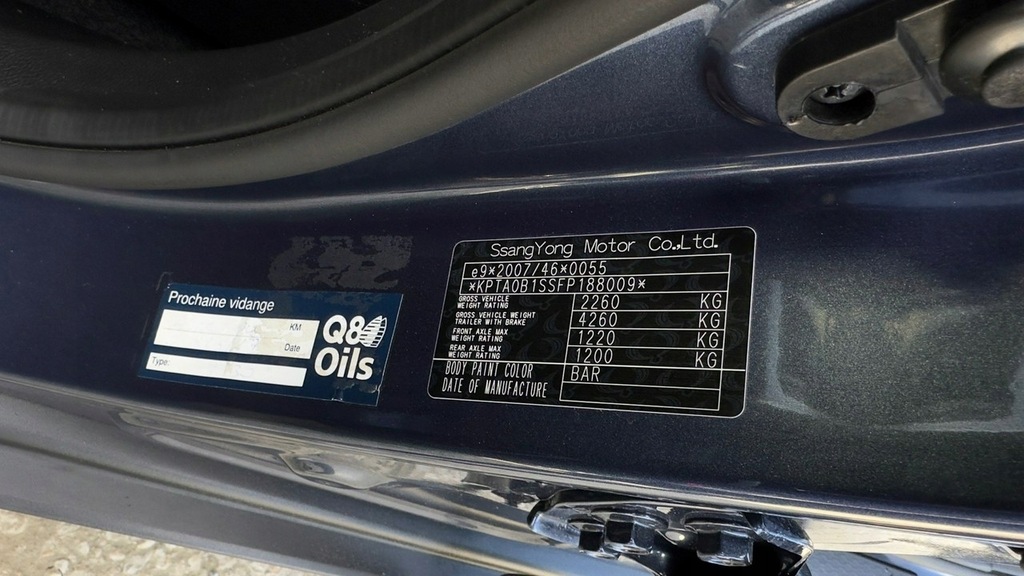 SsangYong Motor Co.,Ltd.
e9*2007/46*0055
*KPTA0B1SSFP188009*
GROSS VEHICLE
WEIGHT RATING 2260 KG
GROSS VEHICLE WEIGHT
TRAILER WITH BRAKE 4260 KG
FRONT AXLE MAX
WEIGHT RATING 1220 KG
REAR AXLE MAX
WEIGHT RATING 1200 KG
BODY PAINT COLOR BAR
DATE OF MANUFACTURE
Prochaine vidange
KM
Date
Type:
Q8
Oils